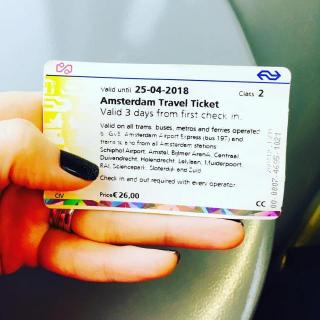 Valid until 25-04-2018
Class 2
Amsterdam Travel Ticket
Valid 3 days from first check in.
Valid on all trams, buses, metros and ferries operated
by GVB, Amsterdam Airport Express (bus 197) and
trains to and from all Amsterdam stations
Schiphol Airport, Amstel, Bijlmer ArenA, Centraal
Duivendrecht, Holendrecht, Lelylaan, Muiderpoort,
RAI, Sciencepark, Sloterdijk and Zuid.
Check in and out required with every operator
CIV
Price € 26,00
CC